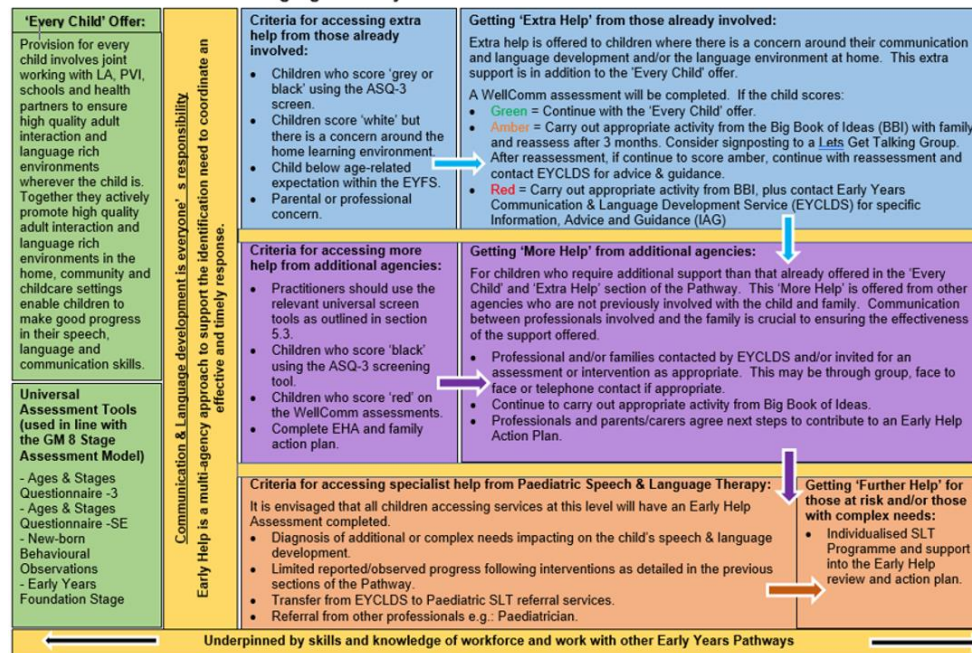 'Every Child' Offer:
Provision for every
child involves joint
working with LA, PVI,
schools and health
partners to ensure
high quality adult
interaction and
language rich
environments
wherever the child is.
Together they actively
promote high quality
adult interaction and
language rich
environments in the
home, community and
childcare settings
enable children to
make good progress
in their speech,
language and
communication skills.
Universal
Assessment Tools
(used in line with
the GM 8 Stage
Assessment Model)
- Ages & Stages
Questionnaire -3
- Ages & Stages
Questionnaire -SE
- New-born
Behavioural
Observations
- Early Years
Foundation Stage
Communication & Language development is everyone' s responsibility
Early Help is a multi-agency approach to support the identification need to coordinate an
effective and timely response.
Criteria for accessing extra
help from those already
involved:
• Children who score 'grey or
black' using the ASQ-3
screen.
• Children score 'white' but
there is a concern around the
home learning environment.
• Child below age-related
expectation within the EYFS.
• Parental or professional
concern.
Getting 'Extra Help' from those already involved:
Extra help is offered to children where there is a concern around their communication
and language development and/or the language environment at home. This extra
support is in addition to the 'Every Child' offer.
A WellComm assessment will be completed. If the child scores:
• Green = Continue with the 'Every Child' offer.
• Amber = Carry out appropriate activity from the Big Book of Ideas (BBI) with family
and reassess after 3 months. Consider signposting to a Lets Get Talking Group.
After reassessment, if continue to score amber, continue with reassessment and
contact EYCLDS for advice & guidance.
• Red = Carry out appropriate activity from BBI, plus contact Early Years
Communication & Language Development Service (EYCLDS) for specific
Information, Advice and Guidance (IAG)
Criteria for accessing more
help from additional agencies:
• Practitioners should use the
relevant universal screen
tools as outlined in section
5.3.
• Children who score 'black'
using the ASQ-3 screening
tool.
• Children who score 'red' on
the WellComm assessments.
• Complete EHA and family
action plan.
Getting 'More Help' from additional agencies:
For children who require additional support than that already offered in the 'Every
Child' and 'Extra Help' section of the Pathway. This 'More Help' is offered from other
agencies who are not previously involved with the child and family. Communication
between professionals involved and the family is crucial to ensuring the effectiveness
of the support offered.
• Professional and/or families contacted by EYCLDS and/or invited for an
assessment or intervention as appropriate. This may be through group, face to
face or telephone contact if appropriate.
• Continue to carry out appropriate activity from Big Book of Ideas.
• Professionals and parents/carers agree next steps to contribute to an Early Help
Action Plan.
Criteria for accessing specialist help from Paediatric Speech & Language Therapy:
It is envisaged that all children accessing services at this level will have an Early Help
Assessment completed.
• Diagnosis of additional or complex needs impacting on the child's speech & language
development.
• Limited reported/observed progress following interventions as detailed in the previous
sections of the Pathway.
• Transfer from EYCLDS to Paediatric SLT referral services.
• Referral from other professionals e.g.: Paediatrician.
Getting 'Further Help' for
those at risk and/or those
with complex needs:
• Individualised SLT
Programme and support
into the Early Help
review and action plan.
Underpinned by skills and knowledge of workforce and work with other Early Years Pathways